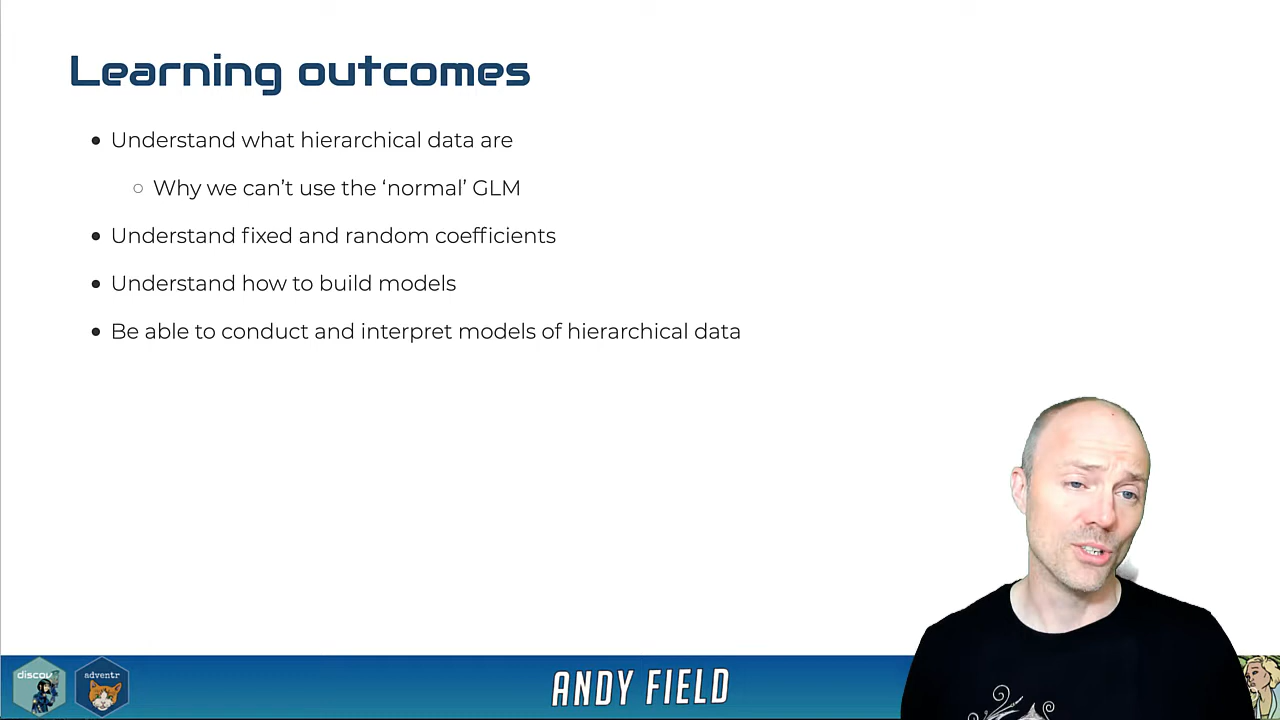 Learning outcomes
• Understand what hierarchical data are
○ Why we can’t use the ‘normal’ GLM
• Understand fixed and random coefficients
• Understand how to build models
• Be able to conduct and interpret models of hierarchical data
discovr
adventr
ANDY FIELD